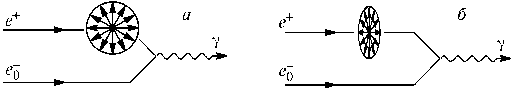 e⁺ а γ
e₀⁻
e⁺ б γ
e₀⁻